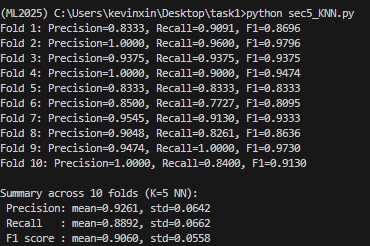 (ML2025) C:\Users\kevinxin\Desktop\task1>python sec5_KNN.py
Fold 1: Precision=0.8333, Recall=0.9091, F1=0.8696
Fold 2: Precision=1.0000, Recall=0.9600, F1=0.9796
Fold 3: Precision=0.9375, Recall=0.9375, F1=0.9375
Fold 4: Precision=1.0000, Recall=0.9000, F1=0.9474
Fold 5: Precision=0.8333, Recall=0.8333, F1=0.8333
Fold 6: Precision=0.8500, Recall=0.7727, F1=0.8095
Fold 7: Precision=0.9545, Recall=0.9130, F1=0.9333
Fold 8: Precision=0.9048, Recall=0.8261, F1=0.8636
Fold 9: Precision=0.9474, Recall=1.0000, F1=0.9730
Fold 10: Precision=1.0000, Recall=0.8400, F1=0.9130
Summary across 10 folds (K=5 NN):
Precision: mean=0.9261, std=0.0642
Recall   : mean=0.8892, std=0.0662
F1 score : mean=0.9060, std=0.0558